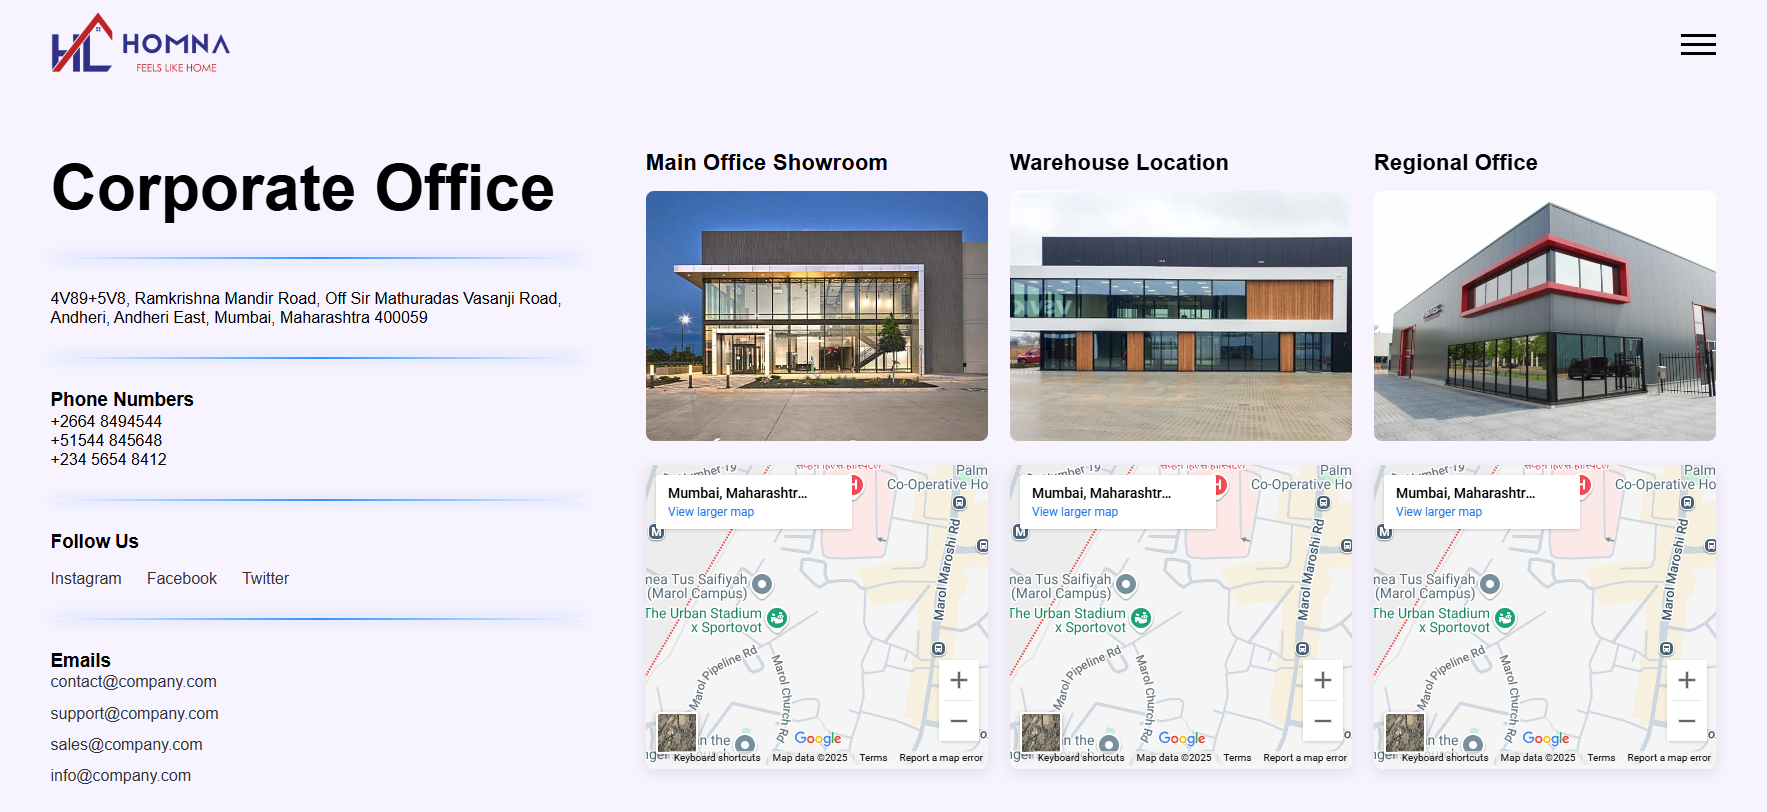 HOMNA
FEELS LIKE HOME
Corporate Office
4V89+5V8, Ramkrishna Mandir Road, Off Sir Mathuradas Vasanji Road,
Andheri, Andheri East, Mumbai, Maharashtra 400059
Phone Numbers
+2664 8494544
+51544 845648
+234 5654 8412
Follow Us
Instagram Facebook Twitter
Emails
contact@company.com
support@company.com
sales@company.com
info@company.com
Main Office Showroom
Mumbai, Maharashtr...
View larger map
Palm
Co-Operative Ho
M
H
Marol Maroshi Rd
nea Tus Saifiyah
(Marol Campus)
The Urban Stadium
x Sportovot
Marol Pipeline Rd
Marol Church Rd
in the
Google
Keyboard shortcuts Map data ©2025 Terms Report a map error
Warehouse Location
Mumbai, Maharashtr...
View larger map
Palm
Co-Operative Ho
M
H
Marol Maroshi Rd
nea Tus Saifiyah
(Marol Campus)
The Urban Stadium
x Sportovot
Marol Pipeline Rd
Marol Church Rd
in the
Google
Keyboard shortcuts Map data ©2025 Terms Report a map error
Regional Office
Mumbai, Maharashtr...
View larger map
Palm
Co-Operative Ho
M
H
Marol Maroshi Rd
nea Tus Saifiyah
(Marol Campus)
The Urban Stadium
x Sportovot
Marol Pipeline Rd
Marol Church Rd
in the
Google
Keyboard shortcuts Map data ©2025 Terms Report a map error